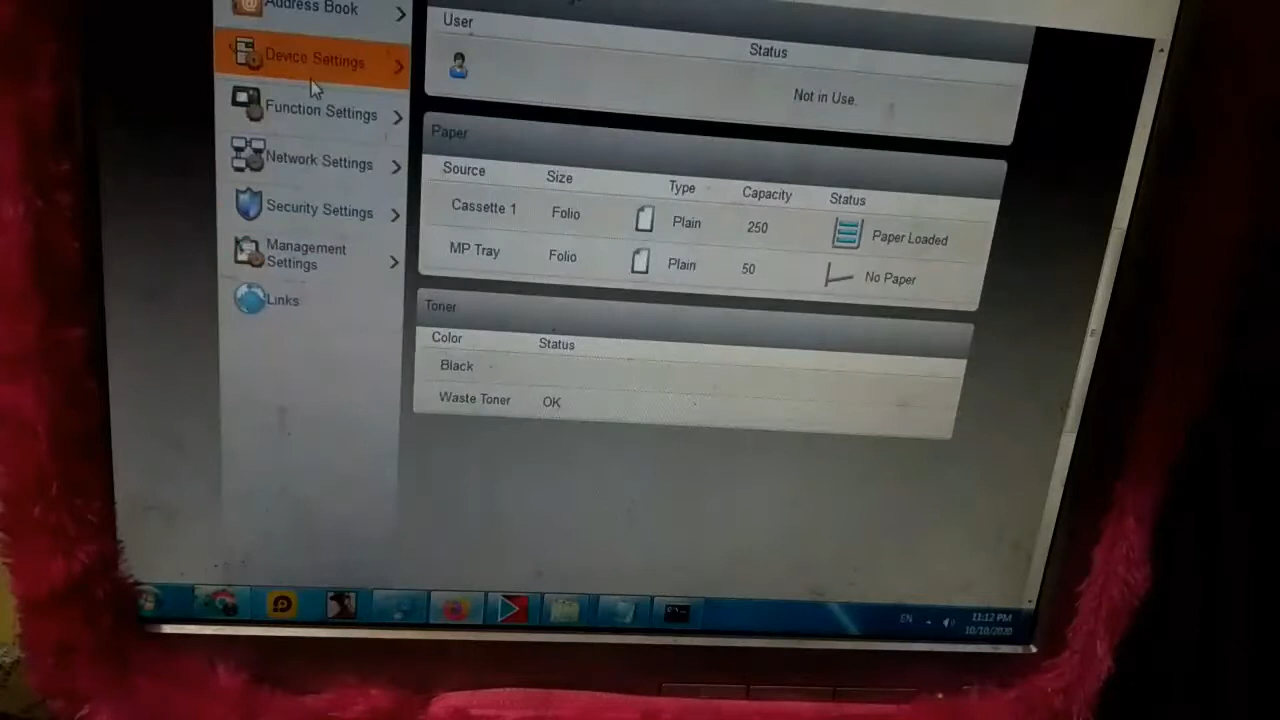 Address Book
Device Settings
Function Settings
Network Settings
Security Settings
Management
Settings
Links
User
Status
Not in Use.
Paper
Source Size Type Capacity Status
Cassette 1 Folio Plain 250 Paper Loaded
MP Tray Folio Plain 50 No Paper
Toner
Color Status
Black
Waste Toner OK
EN
11:12 PM
10/10/2020